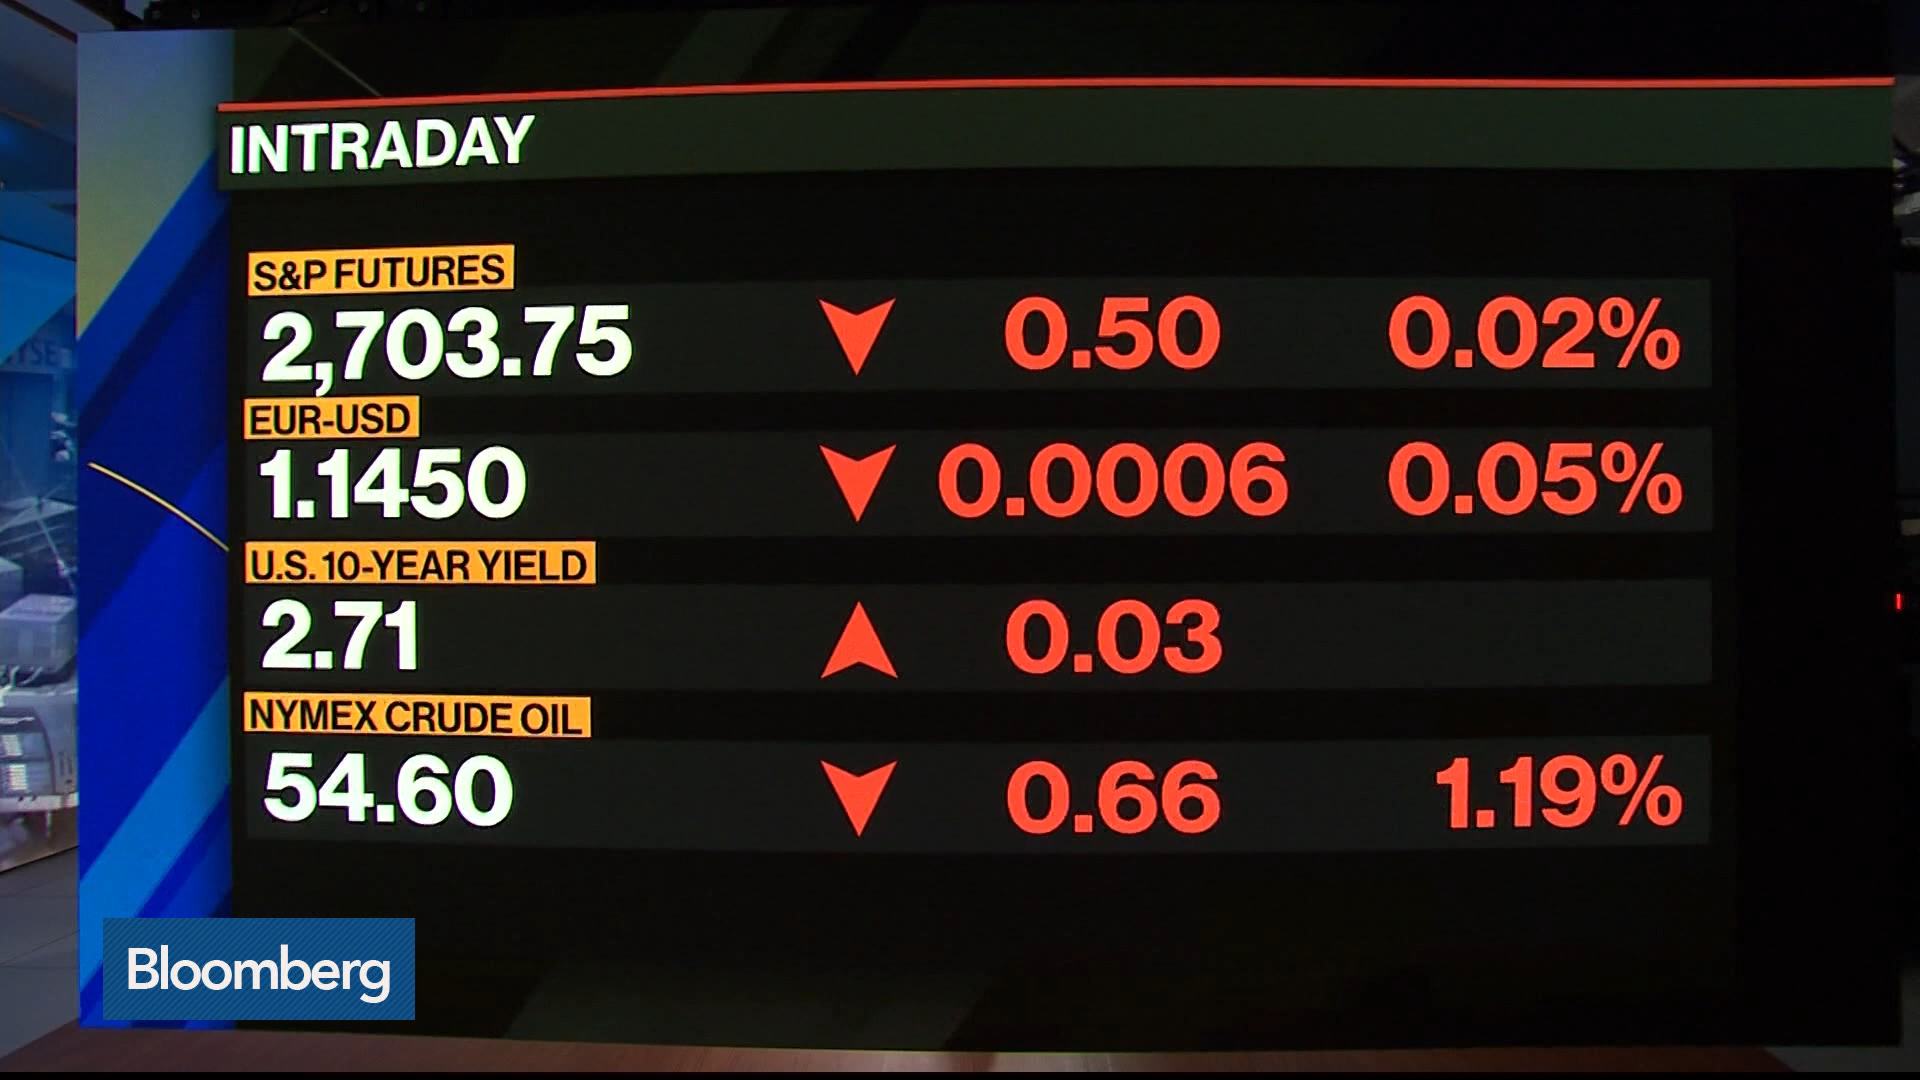 INTRADAY
S&P FUTURES
2,703.75 ▼ 0.50 0.02%
EUR-USD
1.1450 ▼ 0.0006 0.05%
U.S. 10-YEAR YIELD
2.71 ▲ 0.03
NYMEX CRUDE OIL
54.60 ▼ 0.66 1.19%
Bloomberg